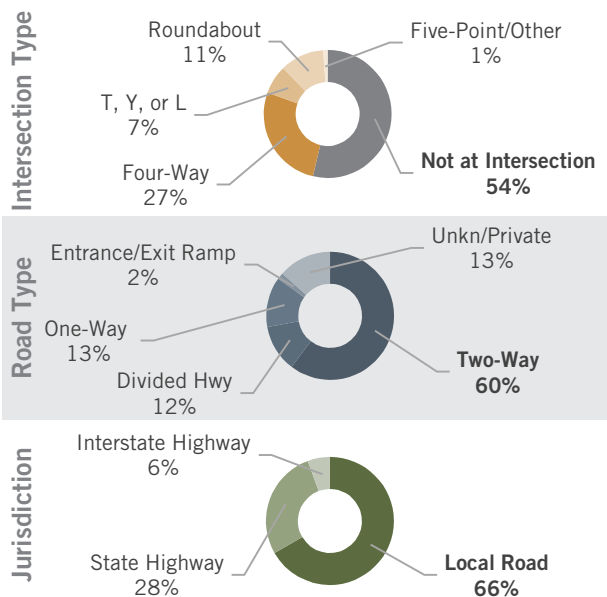 Intersection Type
Roundabout
11%
Five-Point/Other
1%
T, Y, or L
7%
Four-Way
27%
Not at Intersection
54%
Road Type
Entrance/Exit Ramp
2%
Unkn/Private
13%
One-Way
13%
Divided Hwy
12%
Two-Way
60%
Jurisdiction
Interstate Highway
6%
State Highway
28%
Local Road
66%